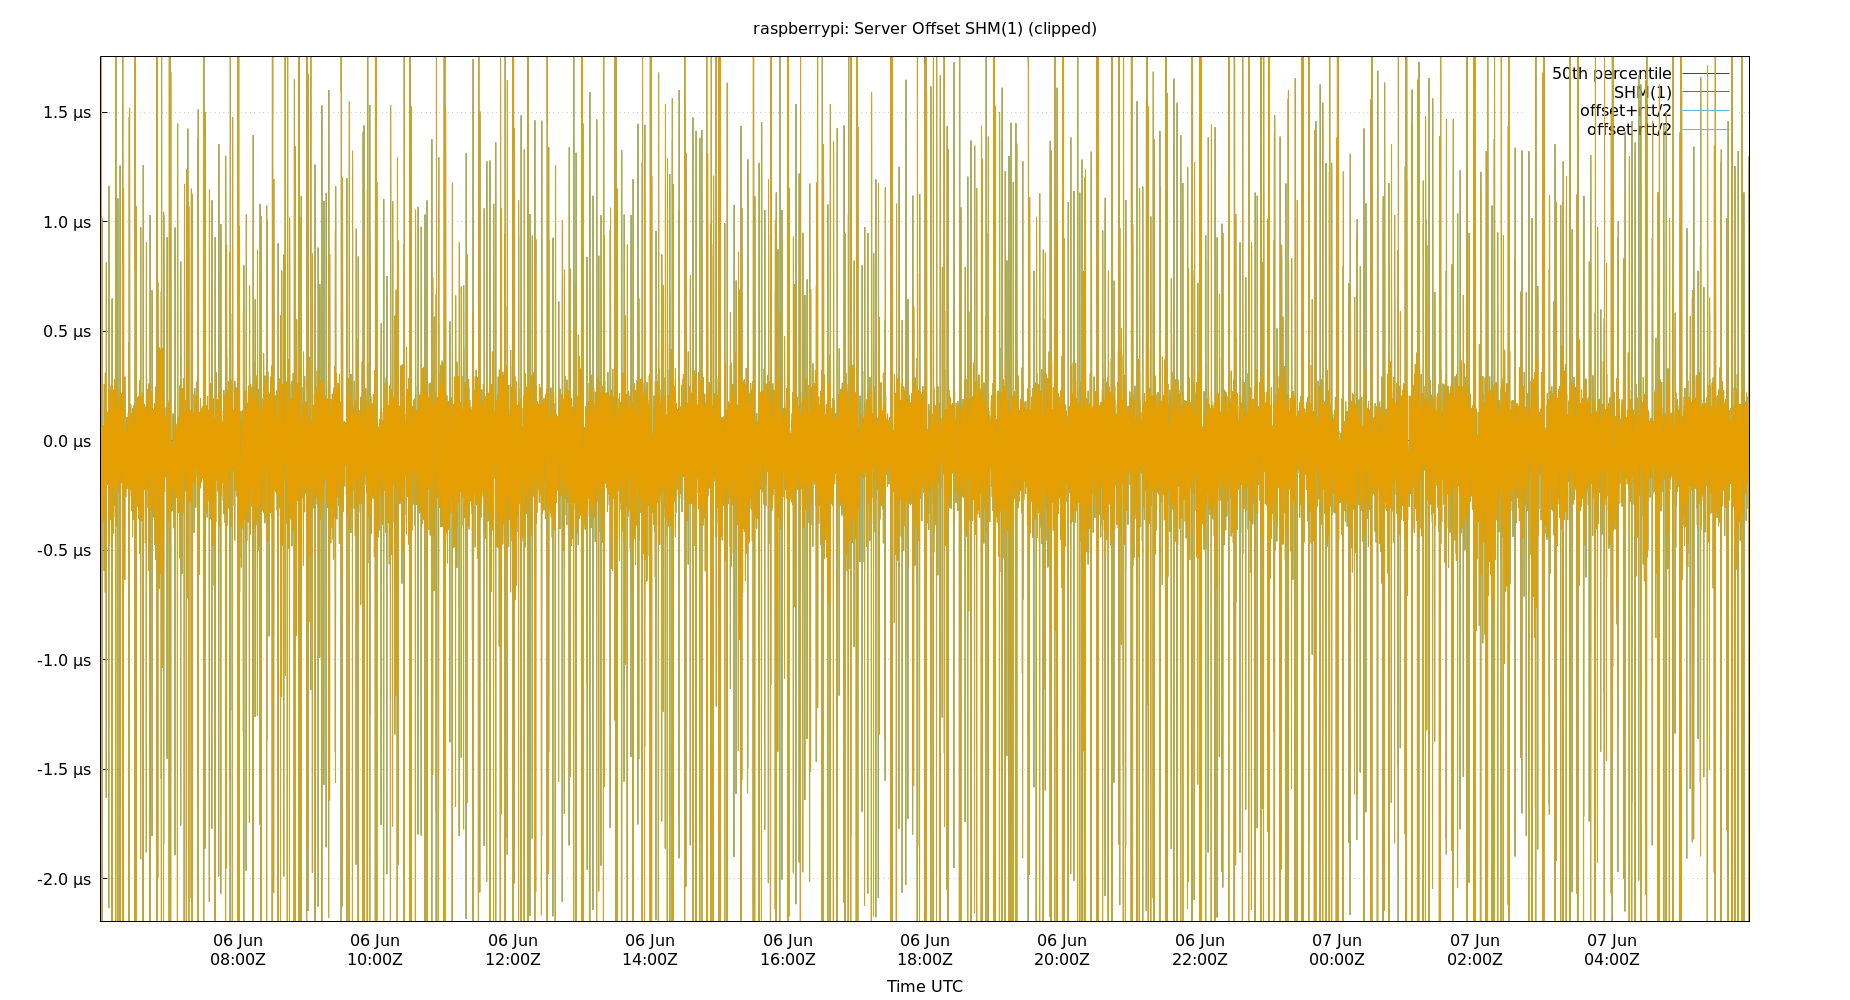 raspberrypi: Server Offset SHM(1) (clipped)
50th percentile
SHM(1)
offset+rtt/2
offset-rtt/2
1.5 µs
1.0 µs
0.5 µs
0.0 µs
-0.5 µs
-1.0 µs
-1.5 µs
-2.0 µs
06 Jun 06 Jun 06 Jun 06 Jun 06 Jun 06 Jun 06 Jun 06 Jun 07 Jun 07 Jun 07 Jun
08:00Z 10:00Z 12:00Z 14:00Z 16:00Z 18:00Z 20:00Z 22:00Z 00:00Z 02:00Z 04:00Z
Time UTC